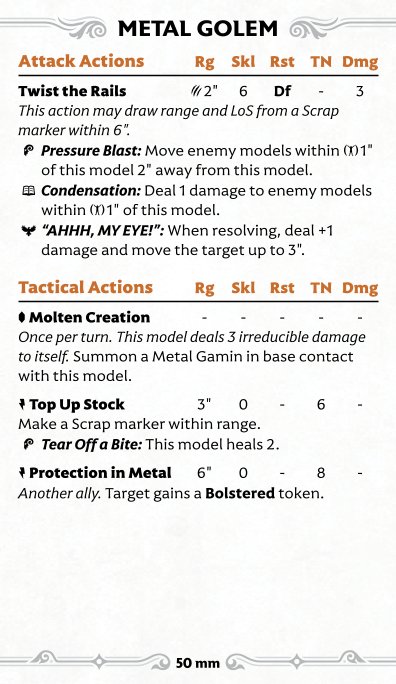 METAL GOLEM
Attack Actions Rg Skl Rst TN Dmg
Twist the Rails 2" 6 Df - 3
This action may draw range and LoS from a Scrap
marker within 6".
Pressure Blast: Move enemy models within 1"
of this model 2" away from this model.
Condensation: Deal 1 damage to enemy models
within 1" of this model.
"AHHH, MY EYE!": When resolving, deal +1
damage and move the target up to 3".
Tactical Actions Rg Skl Rst TN Dmg
Molten Creation - - - - -
Once per turn. This model deals 3 irreducible damage
to itself. Summon a Metal Gamin in base contact
with this model.
Top Up Stock 3" 0 - 6 -
Make a Scrap marker within range.
Tear Off a Bite: This model heals 2.
Protection in Metal 6" 0 - 8 -
Another ally. Target gains a Bolstered token.
50 mm